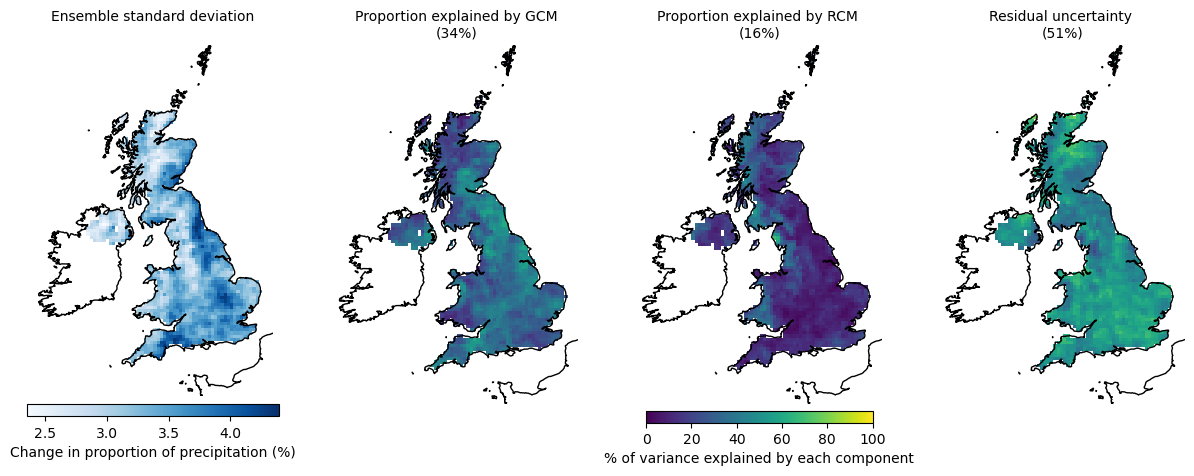 Ensemble standard deviation
Proportion explained by GCM
(34%)
Proportion explained by RCM
(16%)
Residual uncertainty
(51%)
2.5 3.0 3.5 4.0
Change in proportion of precipitation (%)
0 20 40 60 80 100
% of variance explained by each component